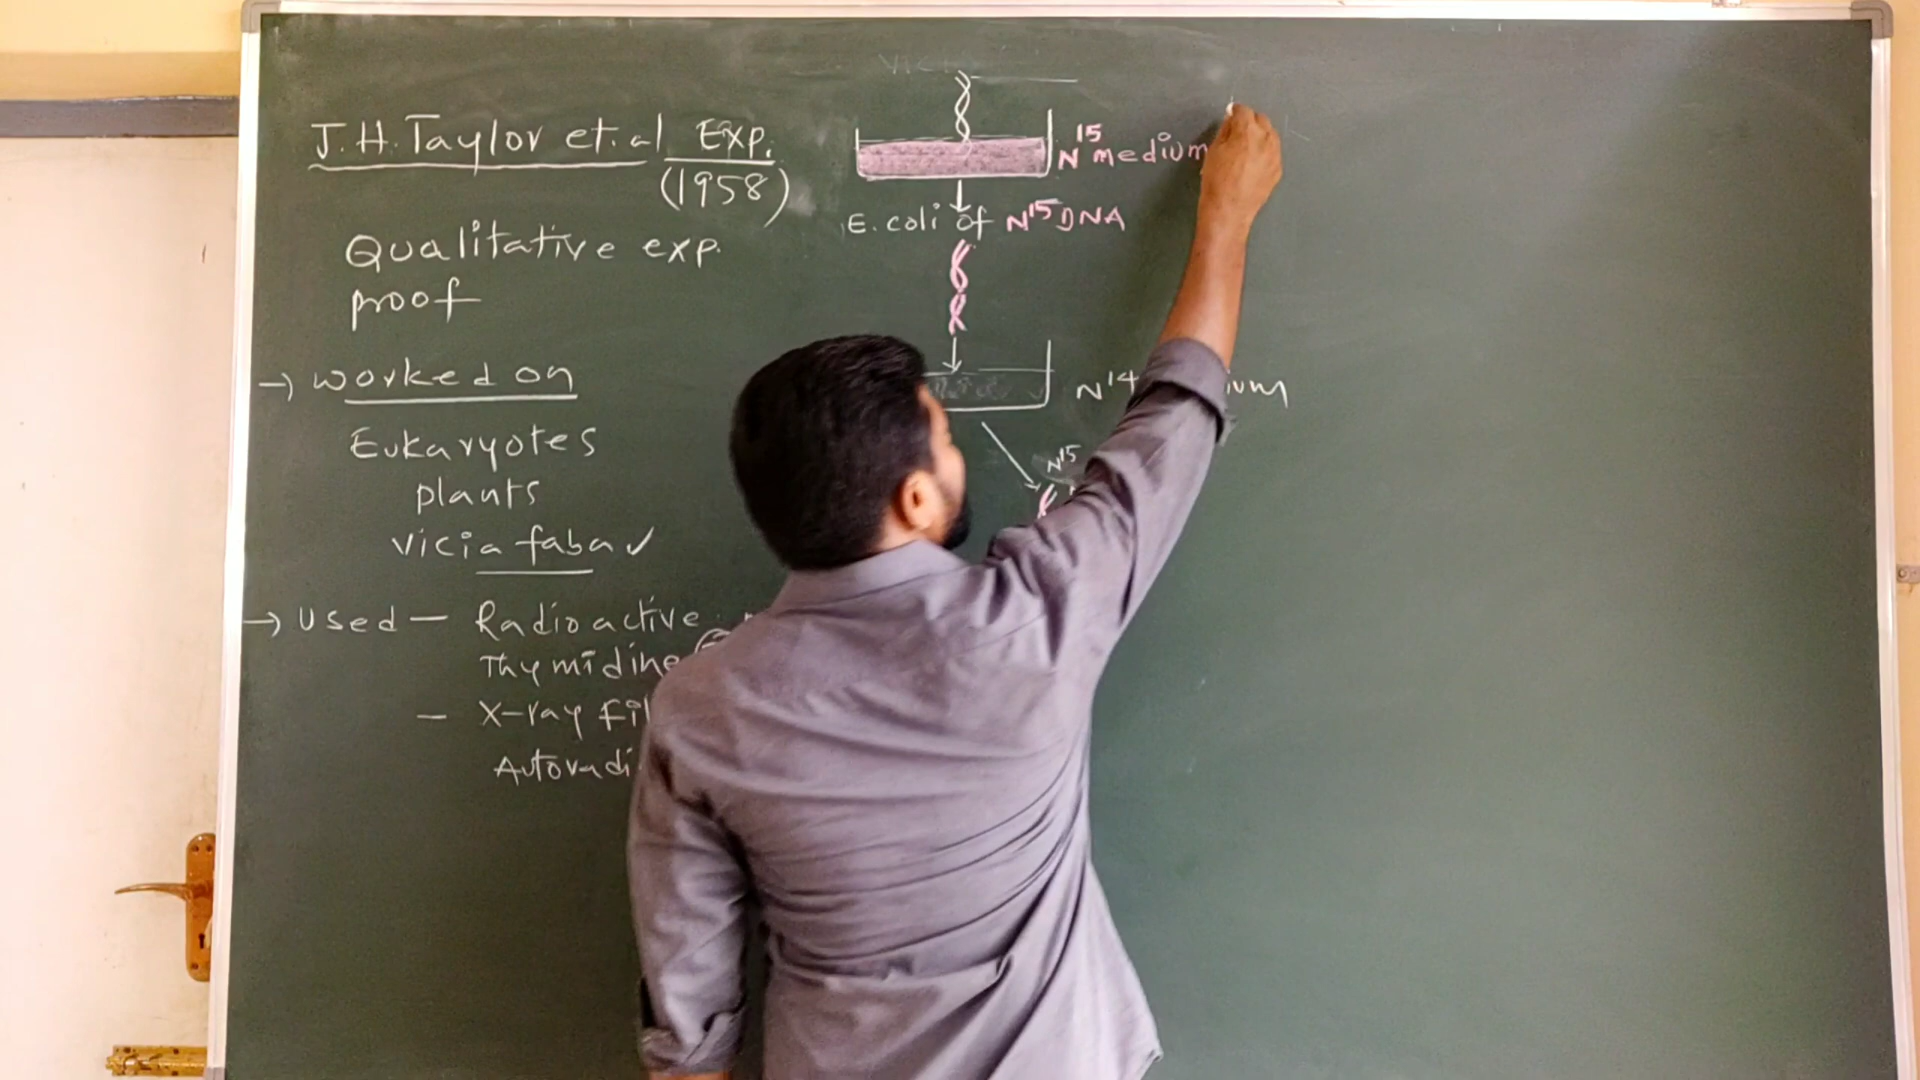 J.H. Taylor et.al Exp.
(1958)
Qualitative exp.
proof
→ worked on
Eukaryotes
plants
Vicia faba ✓
→ Used — Radioactive
Thymidine
— X-ray
N15 medium
E. coli of N15 DNA
N14
N15